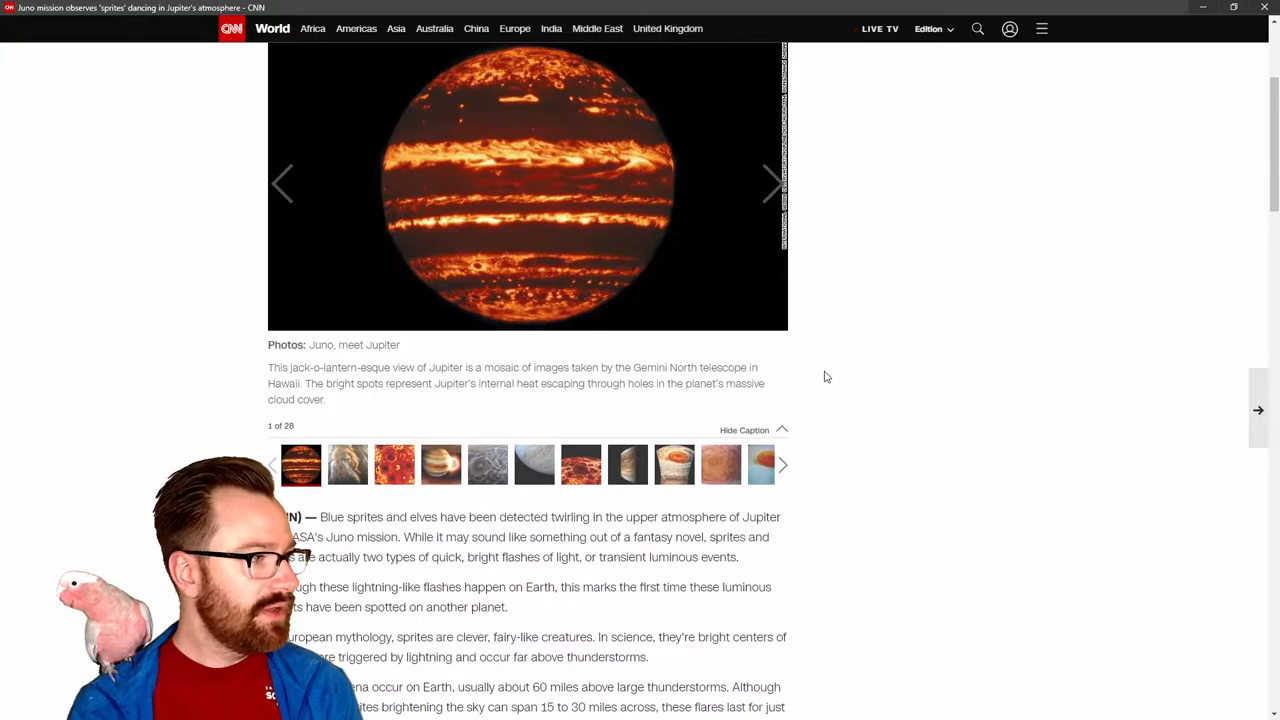 Juno mission observes 'sprites' dancing in Jupiter's atmosphere - CNN
CNN World Africa Americas Asia Australia China Europe India Middle East United Kingdom LIVE TV Edition
Photos: Juno, meet Jupiter
This jack-o-lantern-esque view of Jupiter is a mosaic of images taken by the Gemini North telescope in
Hawaii. The bright spots represent Jupiter's internal heat escaping through holes in the planet's massive
cloud cover.
1 of 28
Hide Caption
N) — Blue sprites and elves have been detected twirling in the upper atmosphere of Jupiter
ASA's Juno mission. While it may sound like something out of a fantasy novel, sprites and
are actually two types of quick, bright flashes of light, or transient luminous events.
ugh these lightning-like flashes happen on Earth, this marks the first time these luminous
ts have been spotted on another planet.
uropean mythology, sprites are clever, fairy-like creatures. In science, they're bright centers of
re triggered by lightning and occur far above thunderstorms.
ena occur on Earth, usually about 60 miles above large thunderstorms. Although
ites brightening the sky can span 15 to 30 miles across, these flares last for just